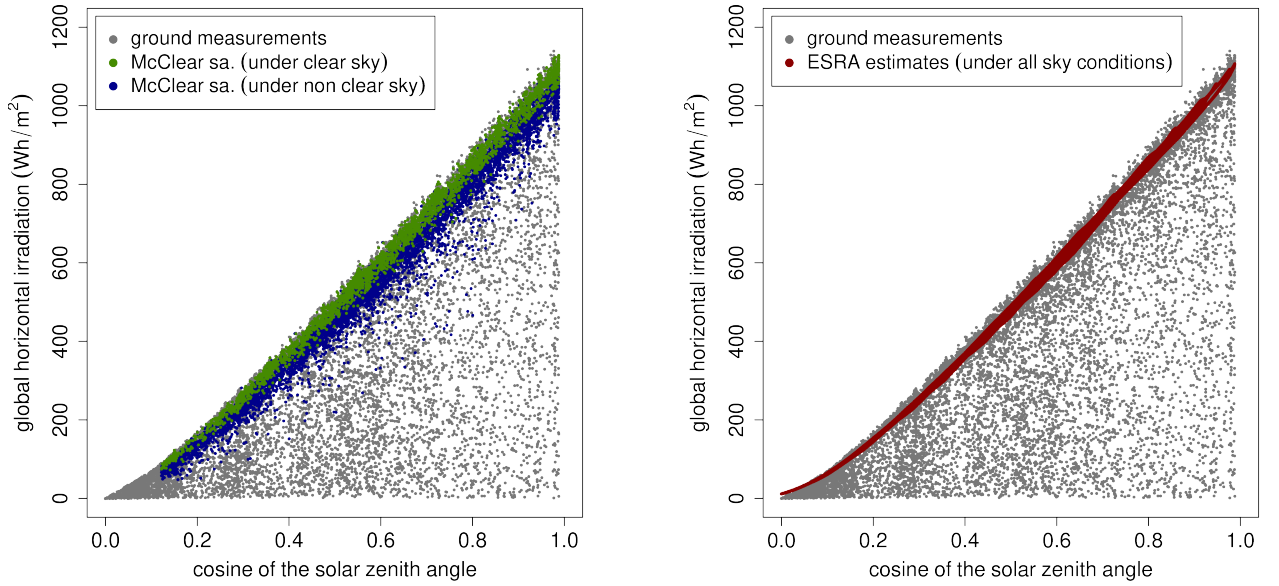 ground measurements
McClear sa. (under clear sky)
McClear sa. (under non clear sky)
global horizontal irradiation (Wh/m²)
1200
1000
800
600
400
200
0
0.0 0.2 0.4 0.6 0.8 1.0
cosine of the solar zenith angle
ground measurements
ESRA estimates (under all sky conditions)
global horizontal irradiation (Wh/m²)
1200
1000
800
600
400
200
0
0.0 0.2 0.4 0.6 0.8 1.0
cosine of the solar zenith angle